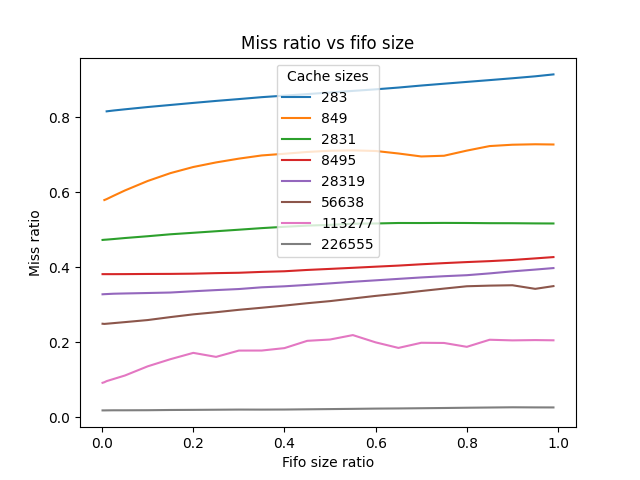 Miss ratio vs fifo size
Cache sizes
283
849
2831
8495
28319
56638
113277
226555
Miss ratio
0.8
0.6
0.4
0.2
0.0
0.0 0.2 0.4 0.6 0.8 1.0
Fifo size ratio